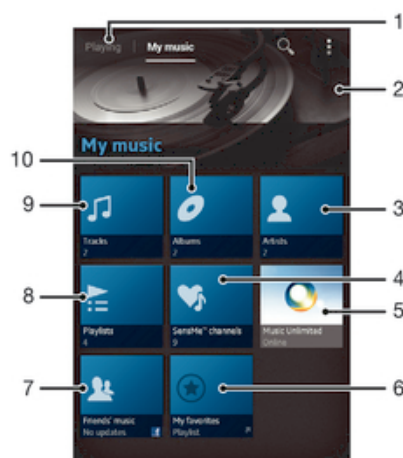 1
Playing | My music
2
My music
10
9
3
Tracks
2
Albums
2
Artists
2
4
8
5
Playlists
4
SensMe™ channels
9
Music Unlimited
Online
7
6
Friends' music
No updates
My favorites
Playlist